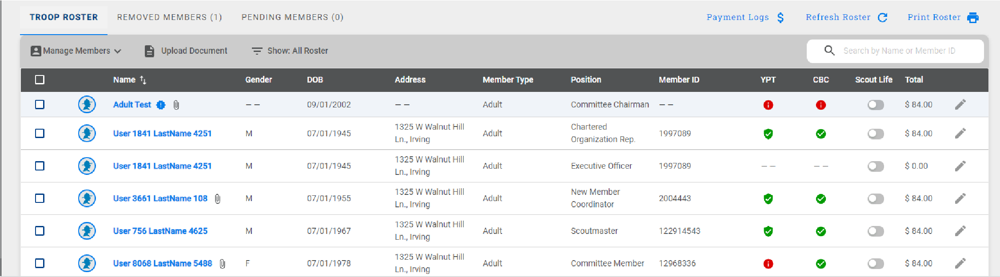 TROOP ROSTER REMOVED MEMBERS (1) PENDING MEMBERS (0) Payment Logs $ Refresh Roster Print Roster
Manage Members Upload Document Show: All Roster Search by Name or Member ID
Name Gender DOB Address Member Type Position Member ID YPT CBC Scout Life Total
Adult Test – – 09/01/2002 – – Adult Committee Chairman – – $ 84.00
User 1841 LastName 4251 M 07/01/1945 1325 W Walnut Hill Adult Chartered 1997089 $ 84.00
Ln., Irving Organization Rep.
User 1841 LastName 4251 M 07/01/1945 1325 W Walnut Hill Adult Executive Officer 1997089 – – – – $ 0.00
Ln., Irving
User 3661 LastName 108 M 07/01/1955 1325 W Walnut Hill Adult New Member 2004443 $ 84.00
Ln., Irving Coordinator
User 756 LastName 4625 M 07/01/1967 1325 W Walnut Hill Adult Scoutmaster 122914543 $ 84.00
Ln., Irving
User 8068 LastName 5488 F 07/01/1978 1325 W Walnut Hill Adult Committee Member 12968336 $ 84.00
Ln., Irving